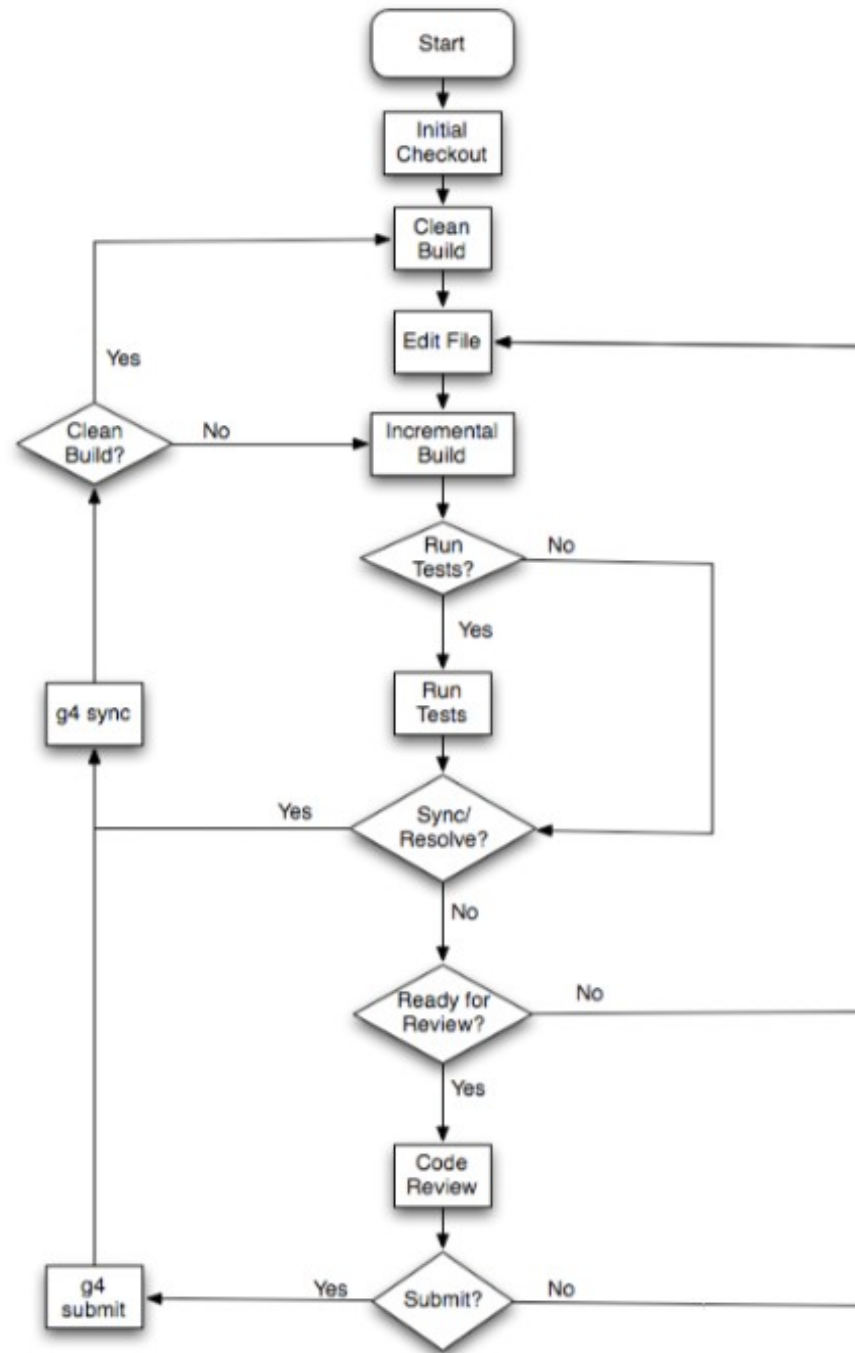 Start
Initial
Checkout
Clean
Build
Edit File
Yes
Clean
Build?
No
Incremental
Build
Run
Tests?
No
Yes
Run
Tests
g4 sync
Yes
Sync/
Resolve?
No
Ready for
Review?
No
Yes
Code
Review
g4
submit
Yes
Submit?
No